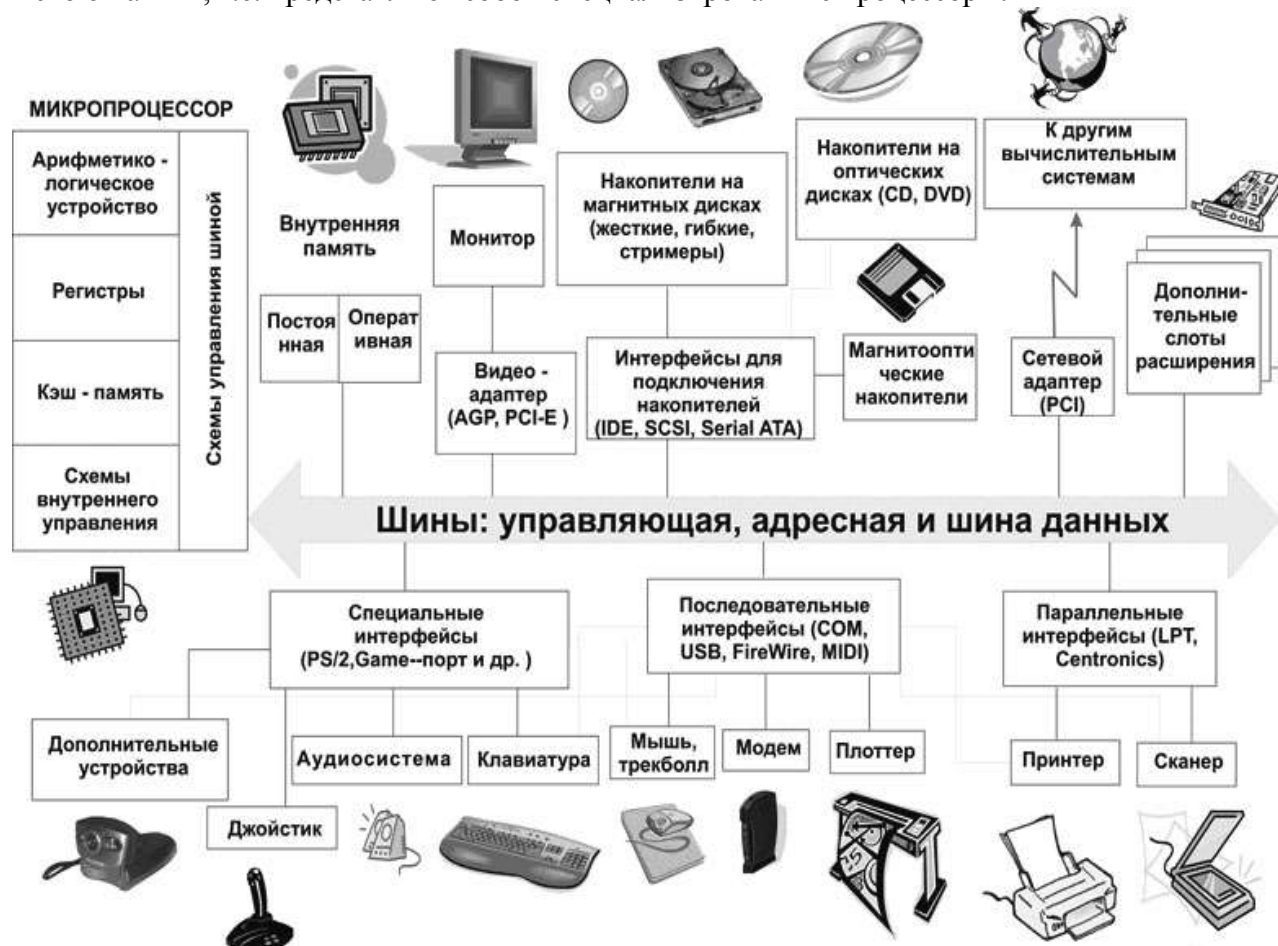 МИКРОПРОЦЕССОР
Арифметико -
логическое
устройство
Регистры
Кэш - память
Схемы
внутреннего
управления
Схемы управления шиной
Внутренняя
память
Постоя
нная
Операт
ивная
Монитор
Видео -
адаптер
(AGP, PCI-E )
Накопители на
магнитных дисках
(жесткие, гибкие,
стримеры)
Интерфейсы для
подключения
накопителей
(IDE, SCSI, Serial ATA)
Накопители на
оптических
дисках (CD, DVD)
Магнитоопти
ческие
накопители
К другим
вычислительным
системам
Сетевой
адаптер
(PCI)
Дополни-
тельные
слоты
расширения
Шины: управляющая, адресная и шина данных
Специальные
интерфейсы
(PS/2,Game--порт и др. )
Последовательные
интерфейсы (COM,
USB, FireWire, MIDI)
Параллельные
интерфейсы (LPT,
Centronics)
Дополнительные
устройства
Джойстик
Аудиосистема
Клавиатура
Мышь,
трекболл
Модем
Плоттер
Принтер
Сканер